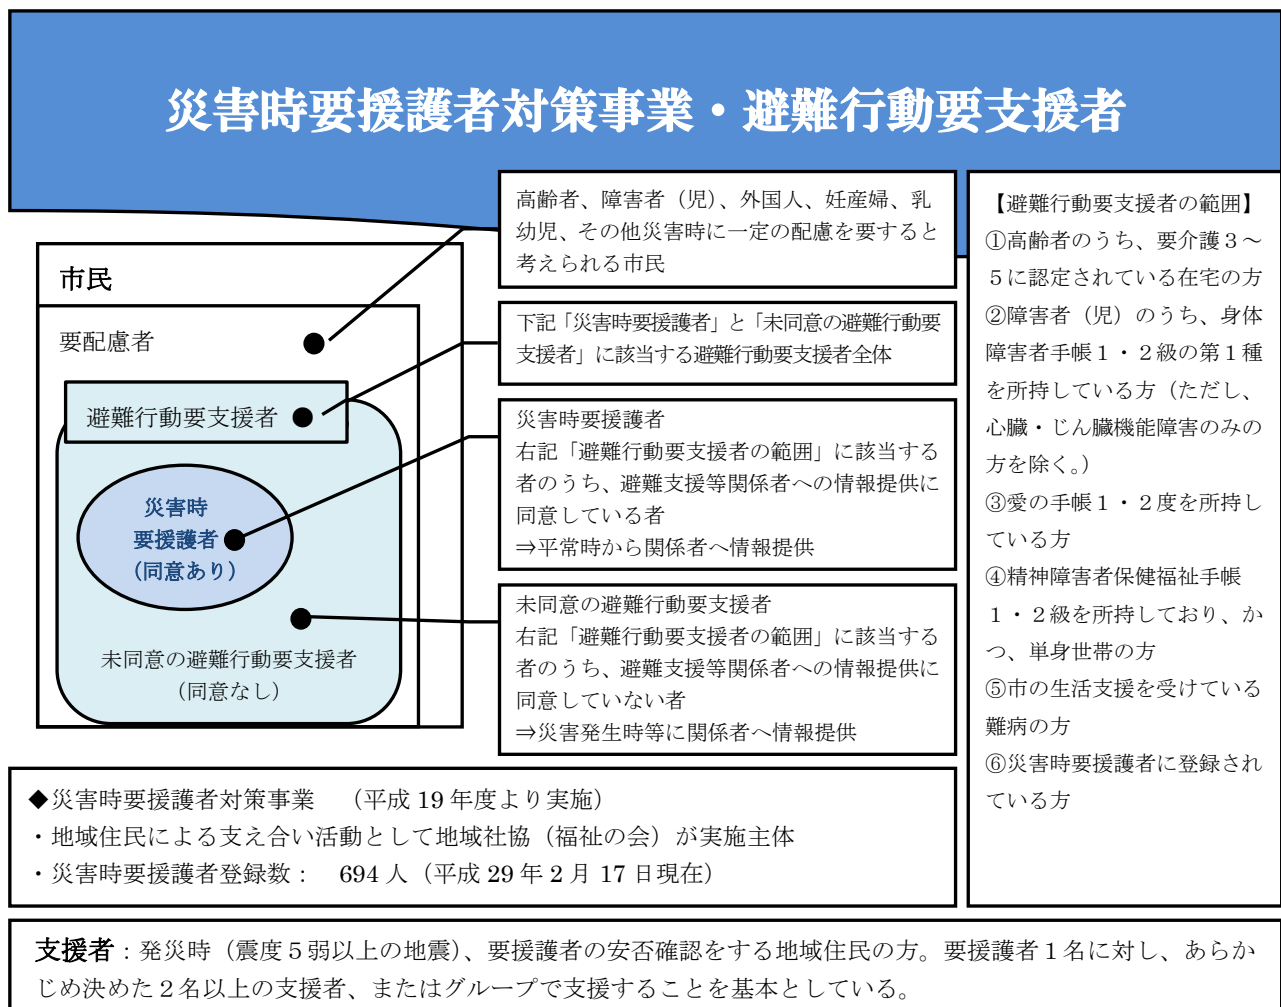 災害時要援護者対策事業・避難行動要支援者
市民
要配慮者
避難行動要支援者
災害時
要援護者
(同意あり)
未同意の避難行動要支援者
(同意なし)
高齢者、障害者（児）、外国人、妊産婦、乳
幼児、その他災害時に一定の配慮を要すると
考えられる市民
下記「災害時要援護者」と「未同意の避難行動要
支援者」に該当する避難行動要支援者全体
災害時要援護者
右記「避難行動要支援者の範囲」に該当する
者のうち、避難支援等関係者への情報提供に
同意している者
⇒平常時から関係者へ情報提供
未同意の避難行動要支援者
右記「避難行動要支援者の範囲」に該当する
者のうち、避難支援等関係者への情報提供に
同意していない者
⇒災害発生時等に関係者へ情報提供
【避難行動要支援者の範囲】
①高齢者のうち、要介護３～
５に認定されている在宅の方
②障害者（児）のうち、身体
障害者手帳１・２級の第１種
を所持している方（ただし、
心臓・じん臓機能障害のみの
方を除く。）
③愛の手帳１・２度を所持し
ている方
④精神障害者保健福祉手帳
１・２級を所持しており、か
つ、単身世帯の方
⑤市の生活支援を受けている
難病の方
⑥災害時要援護者に登録され
ている方
◆災害時要援護者対策事業　（平成 19 年度より実施）
・地域住民による支え合い活動として地域社協（福祉の会）が実施主体
・災害時要援護者登録数：　694 人（平成 29 年 2 月 17 日現在）
支援者：発災時（震度５弱以上の地震）、要援護者の安否確認をする地域住民の方。要援護者１名に対し、あらか
じめ決めた２名以上の支援者、またはグループで支援することを基本としている。